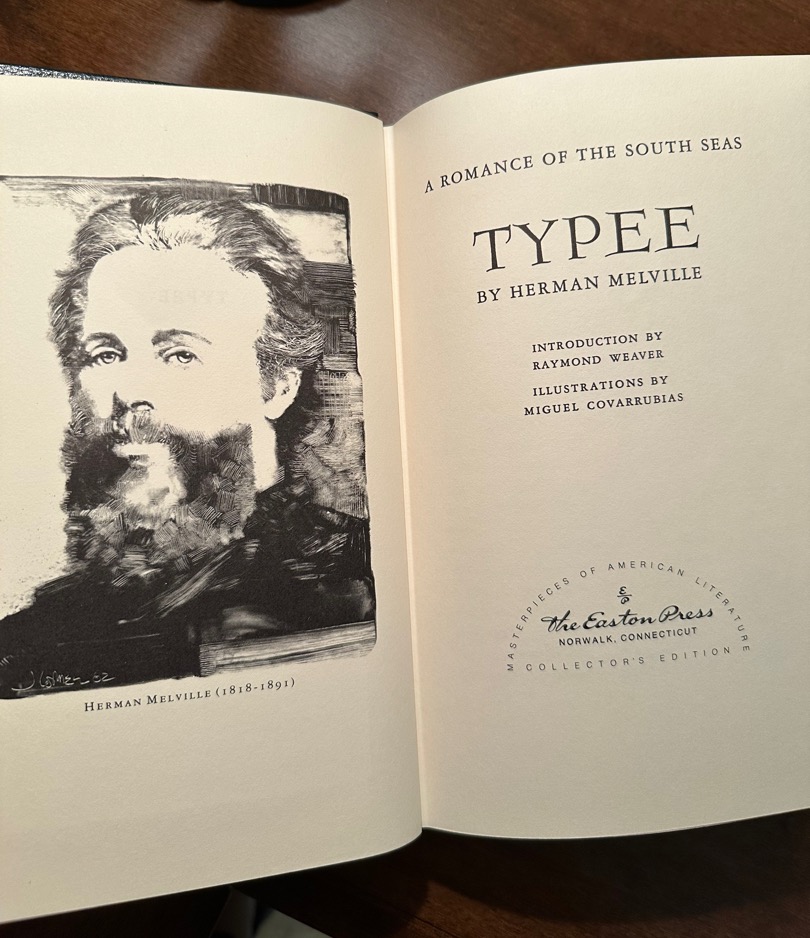 HERMAN MELVILLE (1818-1891)
A ROMANCE OF THE SOUTH SEAS
TYPEE
BY HERMAN MELVILLE
INTRODUCTION BY
RAYMOND WEAVER
ILLUSTRATIONS BY
MIGUEL COVARRUBIAS
MASTERPIECES OF AMERICAN LITERATURE
The Easton Press
NORWALK, CONNECTICUT
COLLECTOR'S EDITION